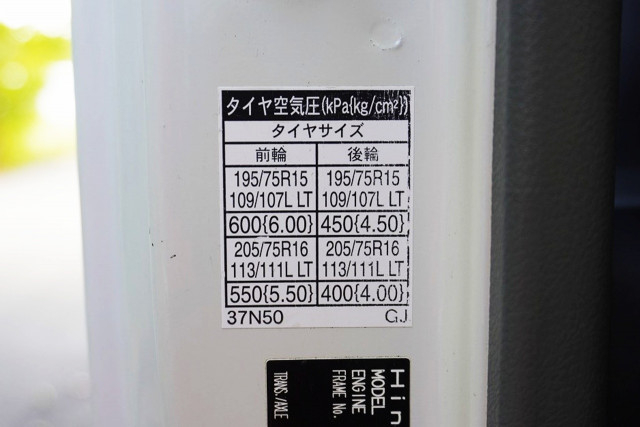 タイヤ空気圧(kPa{kg/cm²})
タイヤサイズ
前輪 後輪
195/75R15 195/75R15
109/107L LT 109/107L LT
600{6.00} 450{4.50}
205/75R16 205/75R16
113/111L LT 113/111L LT
550{5.50} 400{4.00}
37N50 GJ
Hin
MODEL
ENGINE
FRAME No.
TRANS./AXLE